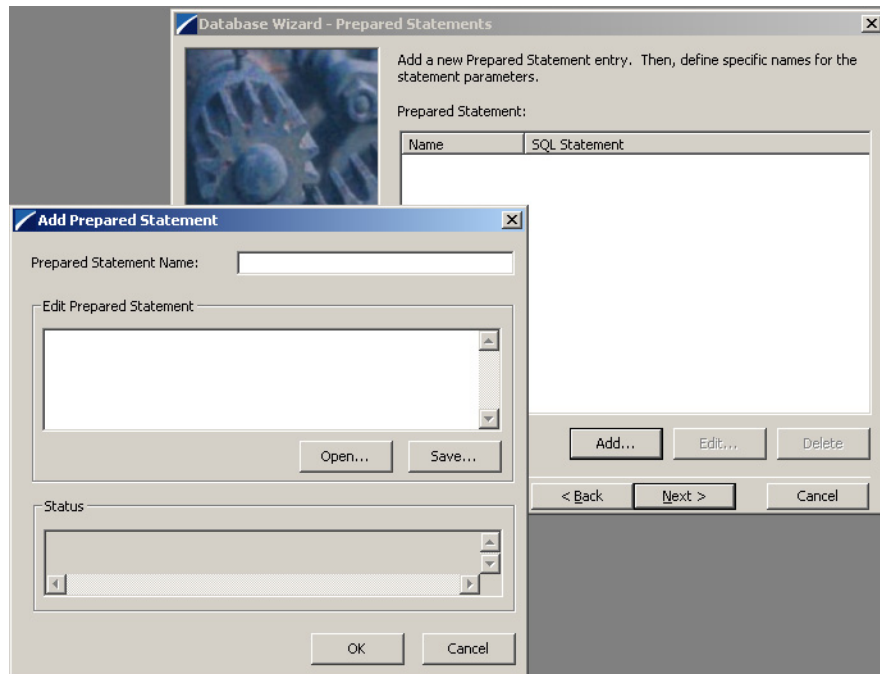 Database Wizard - Prepared Statements
Add a new Prepared Statement entry.  Then, define specific names for the
statement parameters.
Prepared Statement:
Name SQL Statement
Add... Edit... Delete
< Back Next > Cancel
Add Prepared Statement
Prepared Statement Name:
Edit Prepared Statement
Open... Save...
Status
OK Cancel